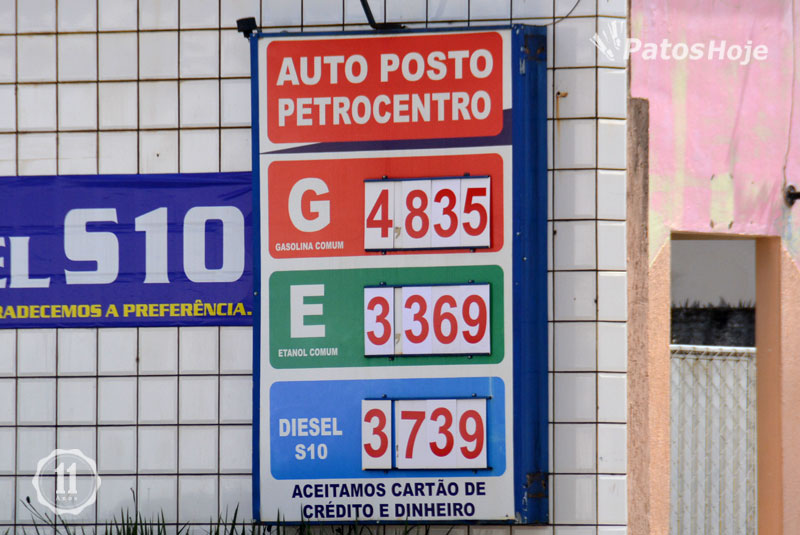 PatosHoje
AUTO POSTO
PETROCENTRO
G
GASOLINA COMUM
4 835
E
ETANOL COMUM
3 369
DIESEL
S10
3 739
ACEITAMOS CARTÃO DE
CRÉDITO E DINHEIRO
EL S10
RADECEMOS A PREFERÊNCIA.
11
Anos